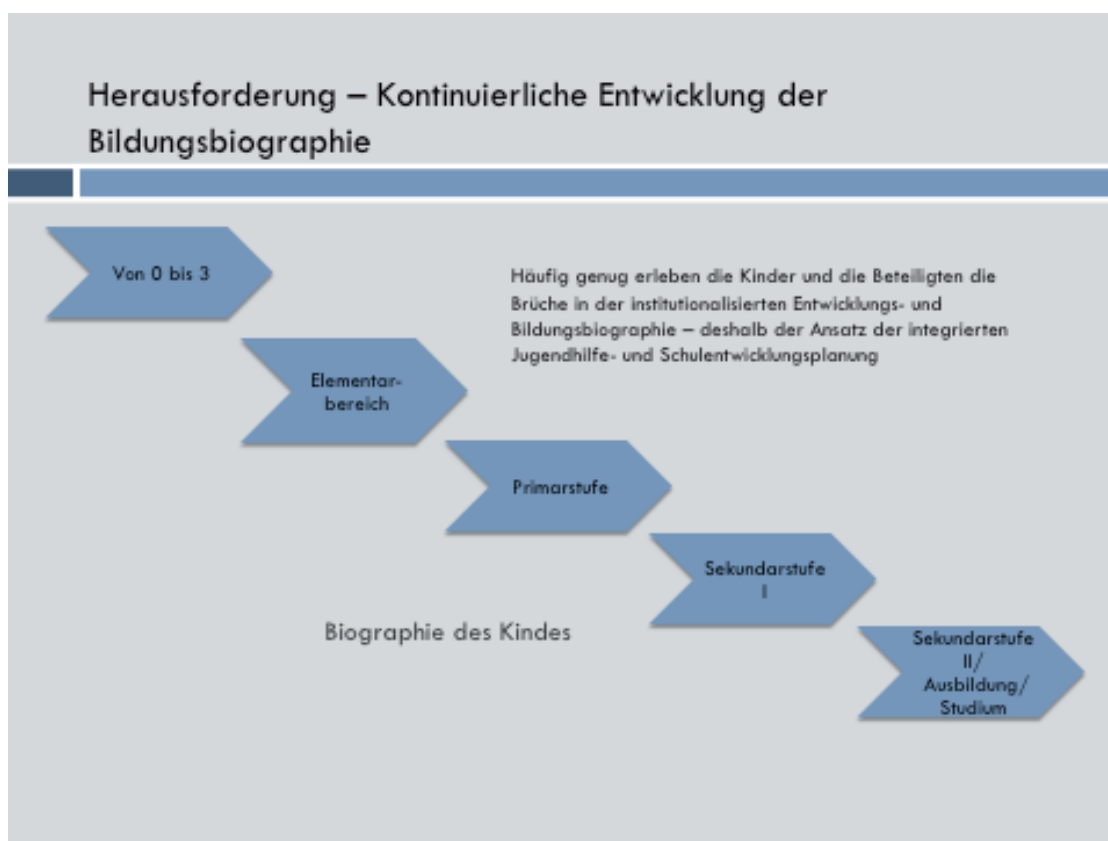 Herausforderung – Kontinuierliche Entwicklung der
Bildungsbiographie
Von 0 bis 3
Häufig genug erleben die Kinder und die Beteiligten die
Brüche in der institutionalisierten Entwicklungs- und
Bildungsbiographie – deshalb der Ansatz der integrierten
Jugendhilfe- und Schulentwicklungsplanung
Elementar-
bereich
Primarstufe
Sekundarstufe
I
Biographie des Kindes
Sekundarstufe
II/
Ausbildung/
Studium